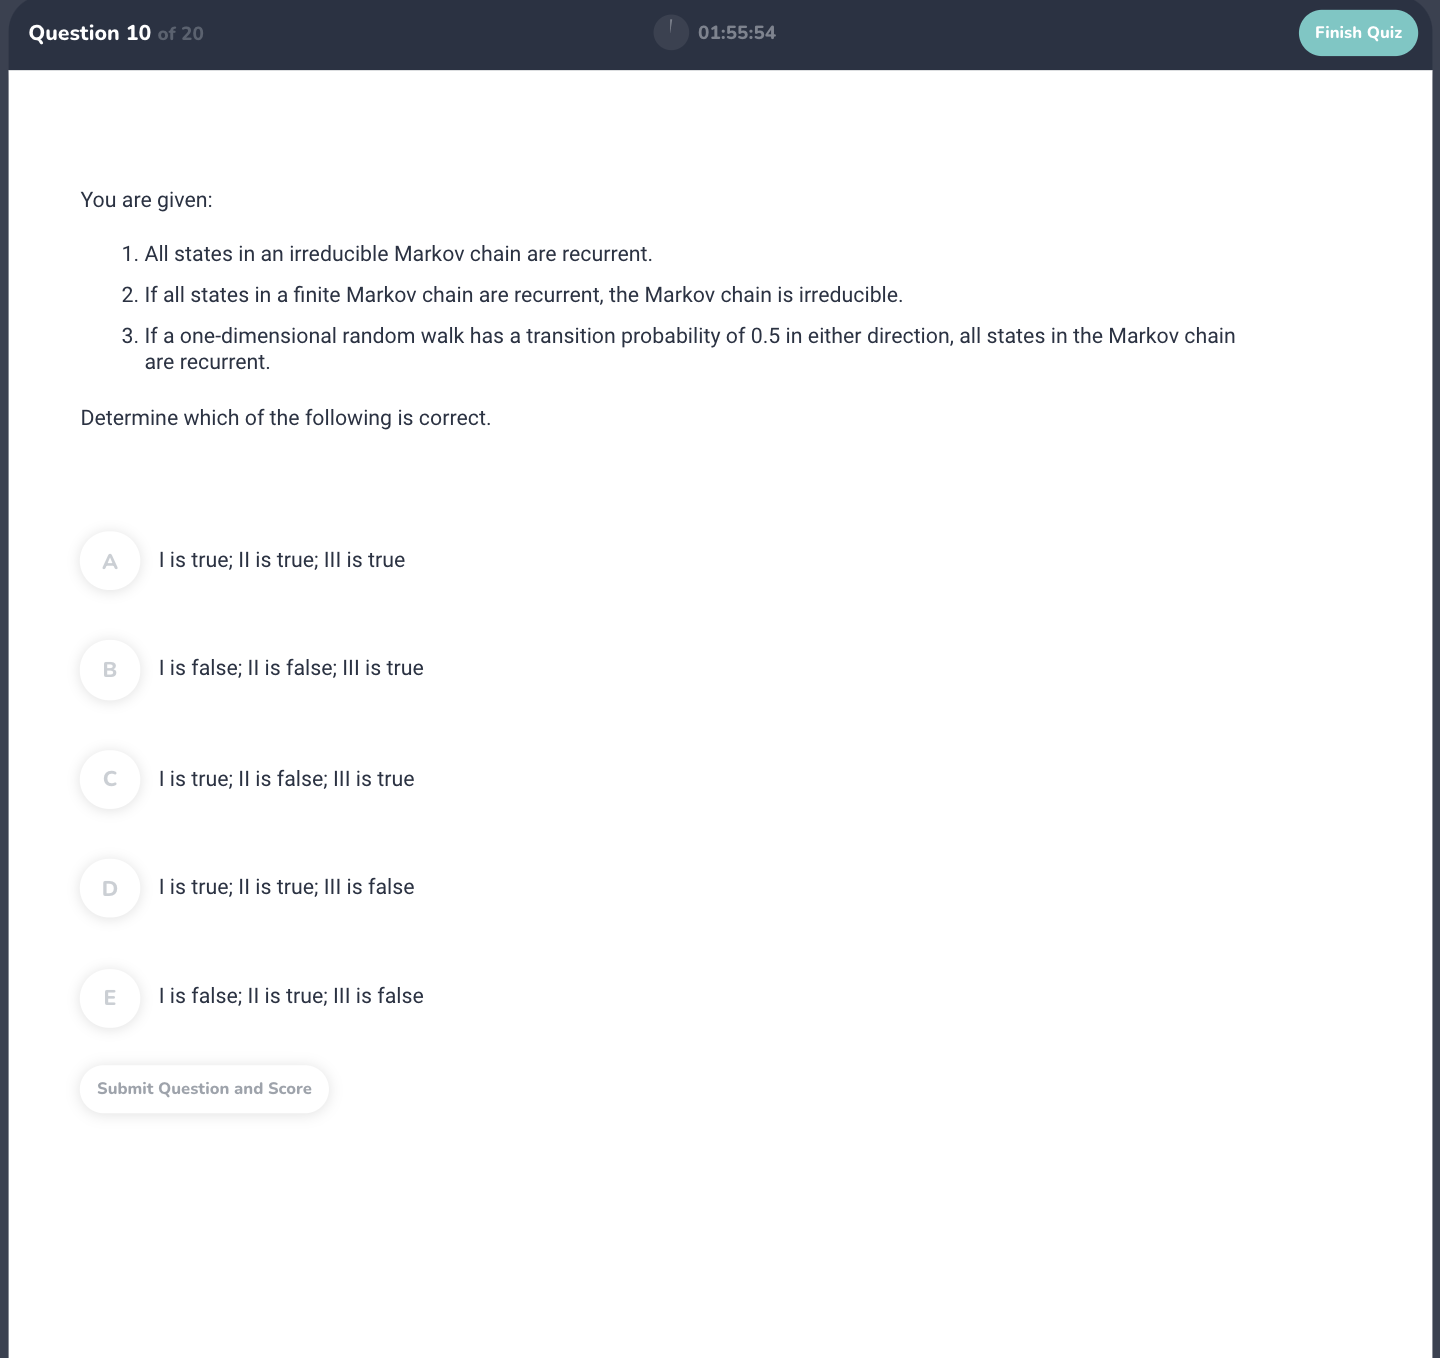 Question 10 of 20
01:55:54
Finish Quiz
You are given:
1. All states in an irreducible Markov chain are recurrent.
2. If all states in a finite Markov chain are recurrent, the Markov chain is irreducible.
3. If a one-dimensional random walk has a transition probability of 0.5 in either direction, all states in the Markov chain
are recurrent.
Determine which of the following is correct.
A I is true; II is true; III is true
B I is false; II is false; III is true
C I is true; II is false; III is true
D I is true; II is true; III is false
E I is false; II is true; III is false
Submit Question and Score